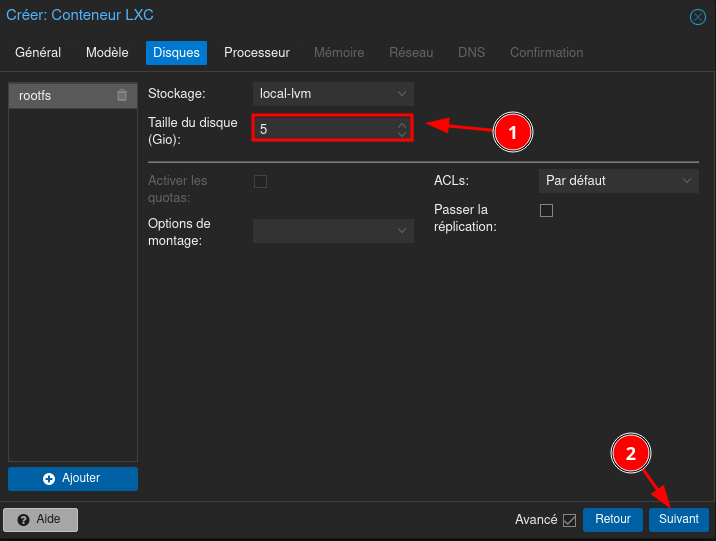 Créer: Conteneur LXC
Général Modèle Disques Processeur Mémoire Réseau DNS Confirmation
rootfs
Stockage: local-lvm
Taille du disque
(Gio): 5
1
Activer les
quotas:
ACLs: Par défaut
Options de
montage:
Passer la
réplication:
Ajouter
2
Aide
Avancé Retour Suivant